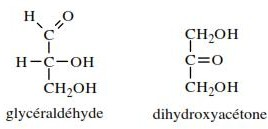 H O
C CH₂OH
H–C–OH C=O
CH₂OH CH₂OH
glycéraldéhyde dihydroxyacétone